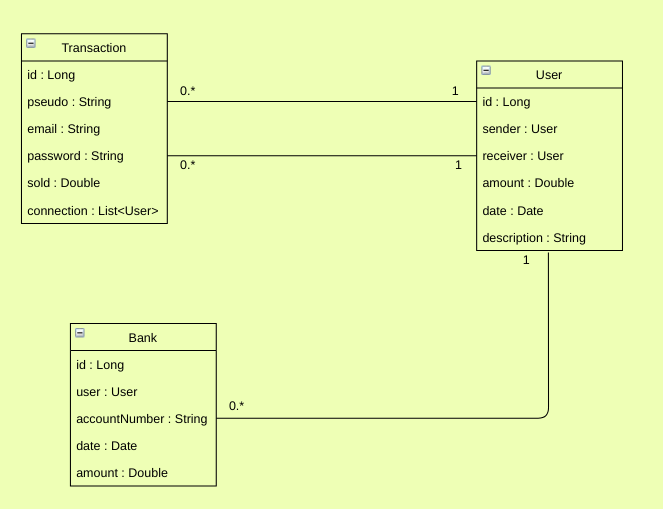 Transaction
id : Long
pseudo : String
email : String
password : String
sold : Double
connection : List<User>
0.*
1
0.*
1
User
id : Long
sender : User
receiver : User
amount : Double
date : Date
description : String
1
Bank
id : Long
user : User
accountNumber : String
date : Date
amount : Double
0.*